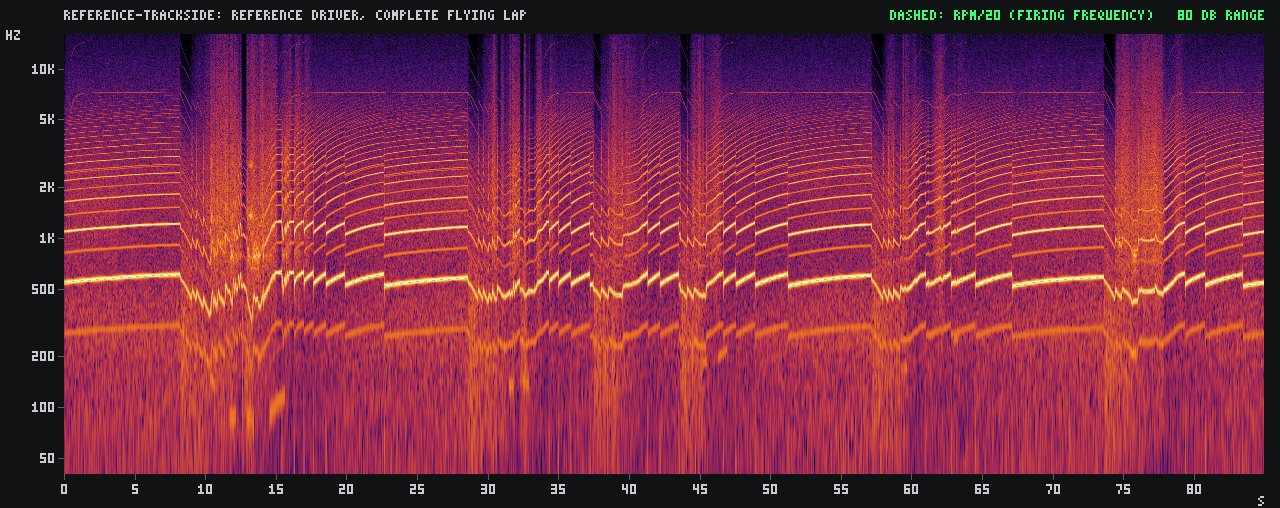 REFERENCE-TRACKSIDE: REFERENCE DRIVER, COMPLETE FLYING LAP
DASHED: RPM/20 (FIRING FREQUENCY) 80 DB RANGE
HZ
10K
5K
2K
1K
500
200
100
50
0 5 10 15 20 25 30 35 40 45 50 55 60 65 70 75 80
S